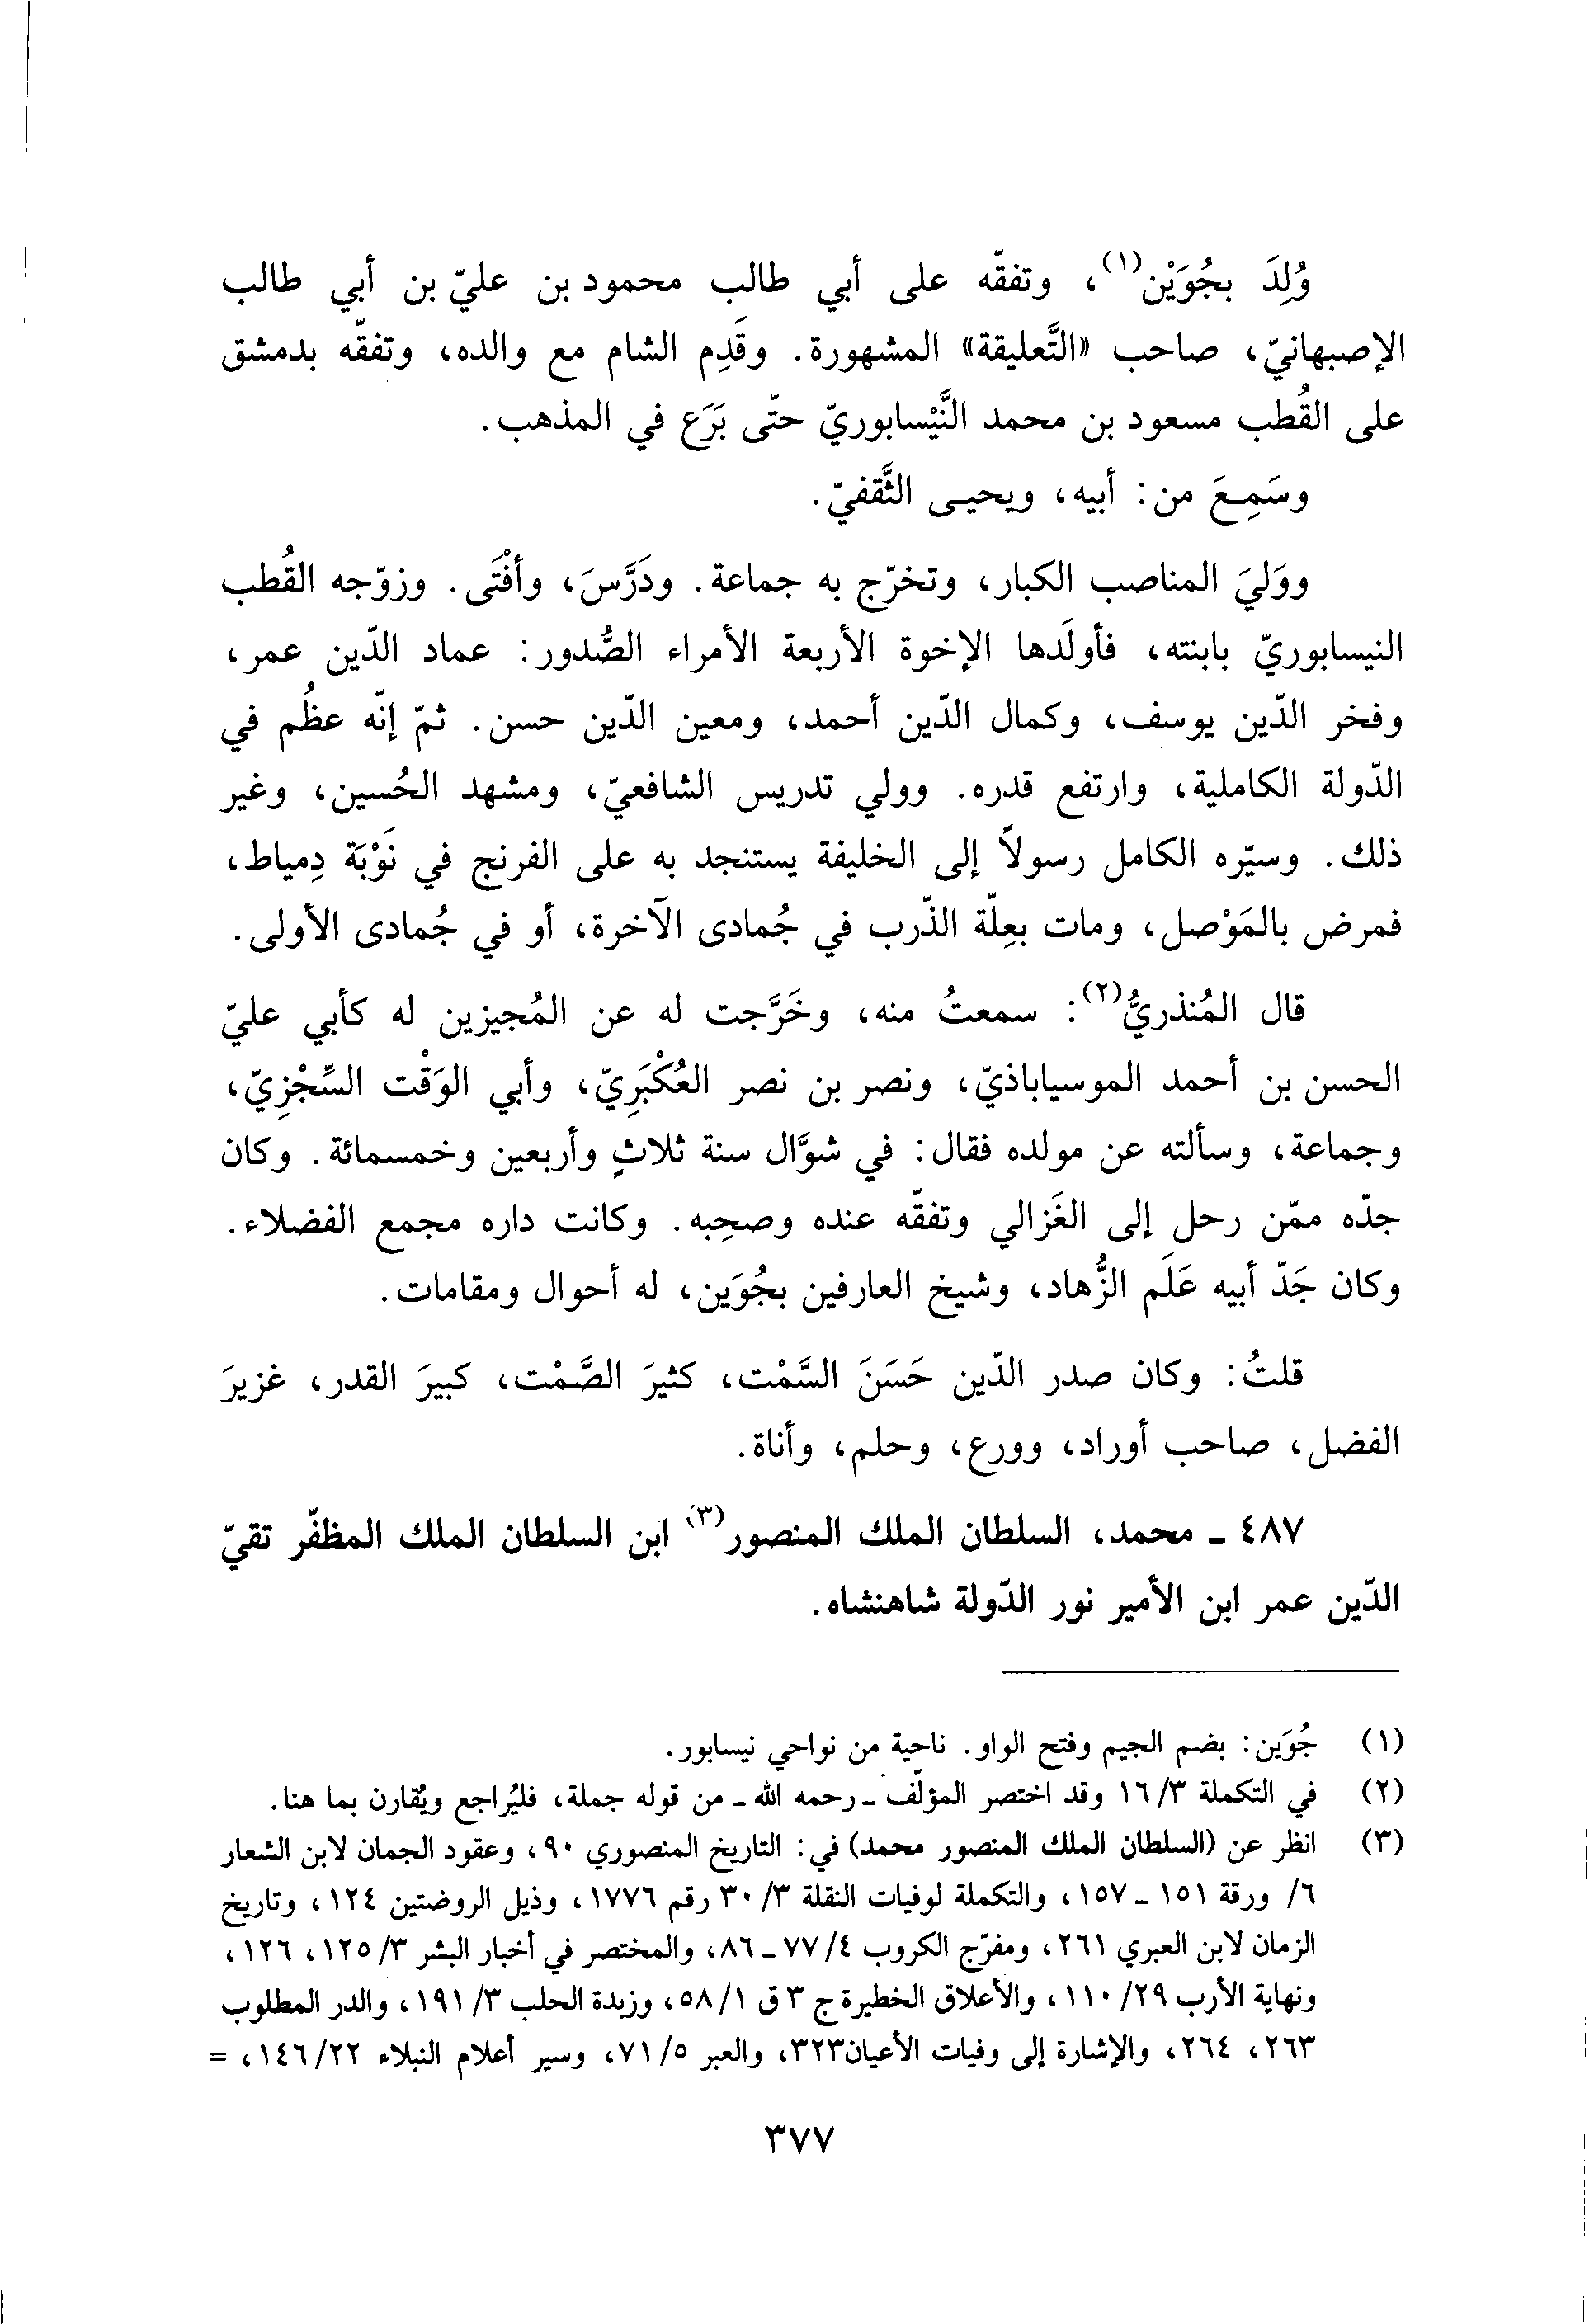 وُلِدَ بجُوَيْن(١)، وتفقّه على أبي طالب محمود بن عليّ بن أبي طالب
الإصبهانيّ، صاحب «التَّعليقة» المشهورة. وقَدِم الشام مع والده، وتفقّه بدمشق
على القُطب مسعود بن محمد النَّيْسابوريّ حتّى بَرَع في المذهب.
وسَمِعَ من: أبيه، ويحيـى الثَّقفيّ.
ووَليَ المناصب الكبار، وتخرّج به جماعة. ودَرَّسَ، وأفْتَى. وزوّجه القُطب
النيسابوريّ بابنته، فأولَدها الإخوة الأربعة الأمراء الصُّدور: عماد الدّين عمر،
وفخر الدّين يوسف، وكمال الدّين أحمد، ومعين الدّين حسن. ثمّ إنّه عظُم في
الدّولة الكاملية، وارتفع قدره. وولي تدريس الشافعيّ، ومشهد الحُسين، وغير
ذلك. وسيّره الكامل رسولاً إلى الخليفة يستنجد به على الفرنج في نَوْبَة دِمياط،
فمرض بالمَوْصل، ومات بعِلّة الذّرب في جُمادى الآخرة، أو في جُمادى الأولى.
قال المُنذريُّ(٢): سمعتُ منه، وخَرَّجت له عن المُجيزين له كأبي عليّ
الحسن بن أحمد الموسياباذيّ، ونصر بن نصر العُكْبَرِيّ، وأبي الوَقْت السِّجْزِيّ،
وجماعة، وسألته عن مولده فقال: في شوَّال سنة ثلاثٍ وأربعين وخمسمائة. وكان
جدّه ممّن رحل إلى الغَزالي وتفقّه عنده وصحِبه. وكانت داره مجمع الفضلاء.
وكان جَدّ أبيه عَلَم الزُّهاد، وشيخ العارفين بجُوَين، له أحوال ومقامات.
قلتُ: وكان صدر الدّين حَسَنَ السَّمْت، كثيرَ الصَّمْت، كبيرَ القدر، غزيرَ
الفضل، صاحب أوراد، وورع، وحلم، وأناة.
٤٨٧ ـ محمد، السلطان الملك المنصور(٣) ابن السلطان الملك المظفّر تقيّ
الدّين عمر ابن الأمير نور الدّولة شاهنشاه.
(١) جُوَين: بضم الجيم وفتح الواو. ناحية من نواحي نيسابور.
(٢) في التكملة ٣/ ١٦ وقد اختصر المؤلّف ـ رحمه الله ـ من قوله جملة، فليُراجع ويُقارن بما هنا.
(٣) انظر عن (السلطان الملك المنصور محمد) في: التاريخ المنصوري ٩٠، وعقود الجمان لابن الشعار
٦/ ورقة ١٥١ ـ ١٥٧، والتكملة لوفيات النقلة ٣/ ٣٠ رقم ١٧٧٦، وذيل الروضتين ١٢٤، وتاريخ
الزمان لابن العبري ٢٦١، ومفرّج الكروب ٤/ ٧٧ ـ ٨٦، والمختصر في أخبار البشر ٣/ ١٢٥، ١٢٦،
ونهاية الأرب ٢٩/ ١١٠، والأعلاق الخطيرة ج ٣ ق ١/ ٥٨، وزبدة الحلب ٣/ ١٩١، والدر المطلوب
٢٦٣، ٢٦٤، والإشارة إلى وفيات الأعيان٣٢٣، والعبر ٥/ ٧١، وسير أعلام النبلاء ٢٢/ ١٤٦، =
٣٧٧